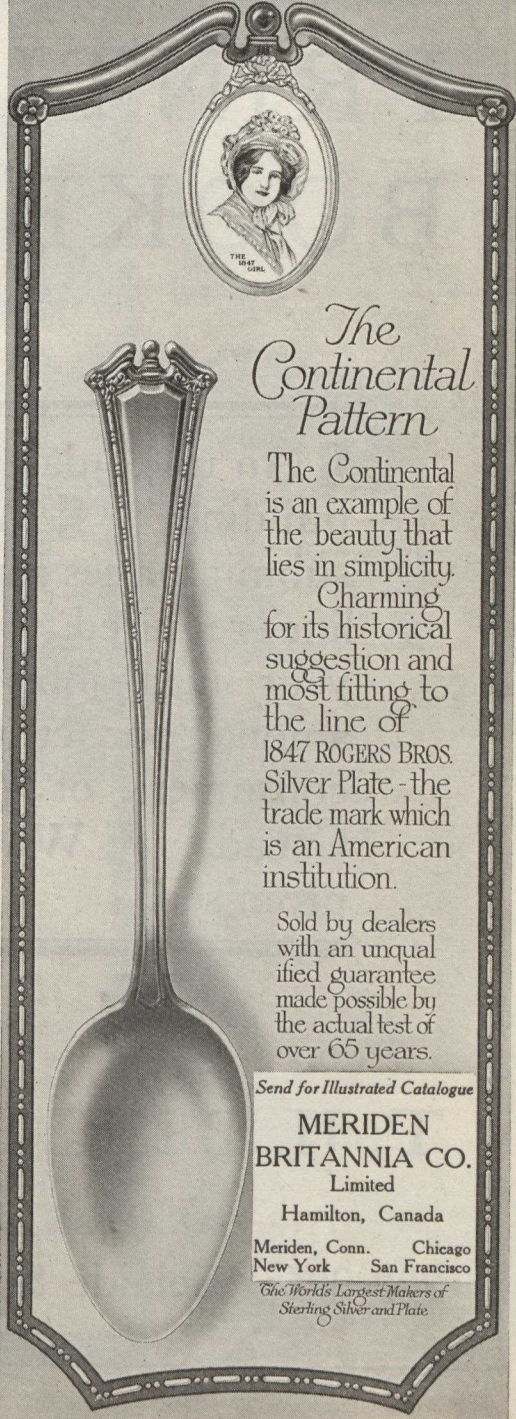 THE
1847
GIRL
The
Continental
Pattern
The Continental
is an example of
the beauty that
lies in simplicity.
Charming
for its historical
suggestion and
most fitting to
the line of
1847 ROGERS BROS.
Silver Plate - the
trade mark which
is an American
institution.
Sold by dealers
with an unqual
ified guarantee
made possible by
the actual test of
over 65 years.
Send for Illustrated Catalogue
MERIDEN
BRITANNIA CO.
Limited
Hamilton, Canada
Meriden, Conn. Chicago
New York San Francisco
The World's Largest Makers of
Sterling Silver and Plate